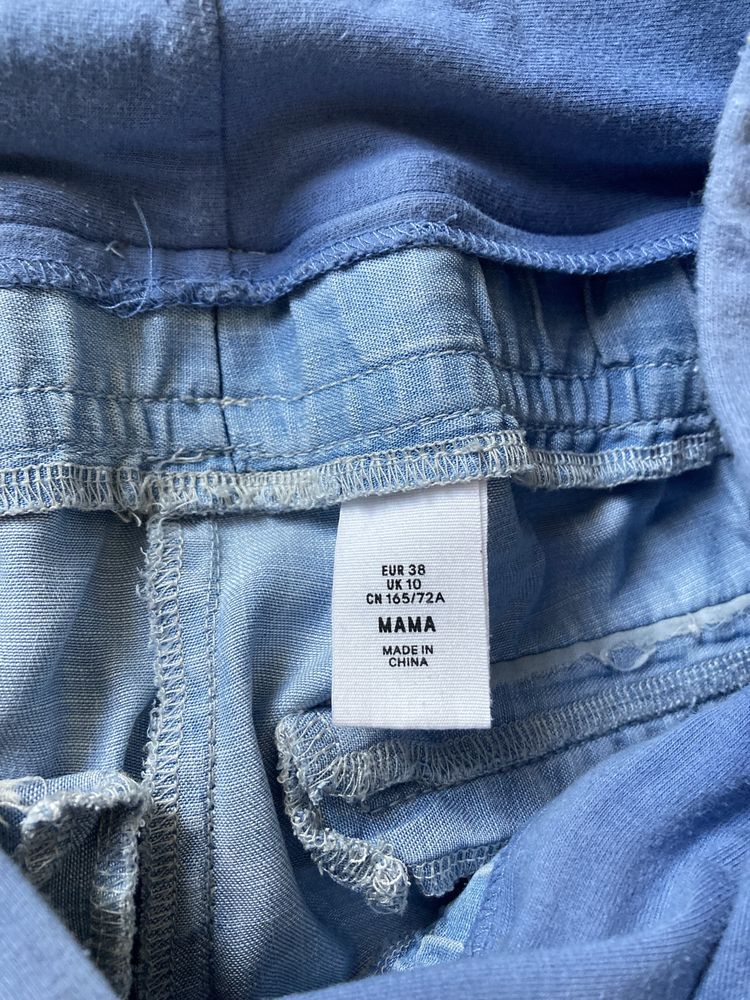 EUR 38
UK 10
CN 165/72A
MAMA
MADE IN
CHINA